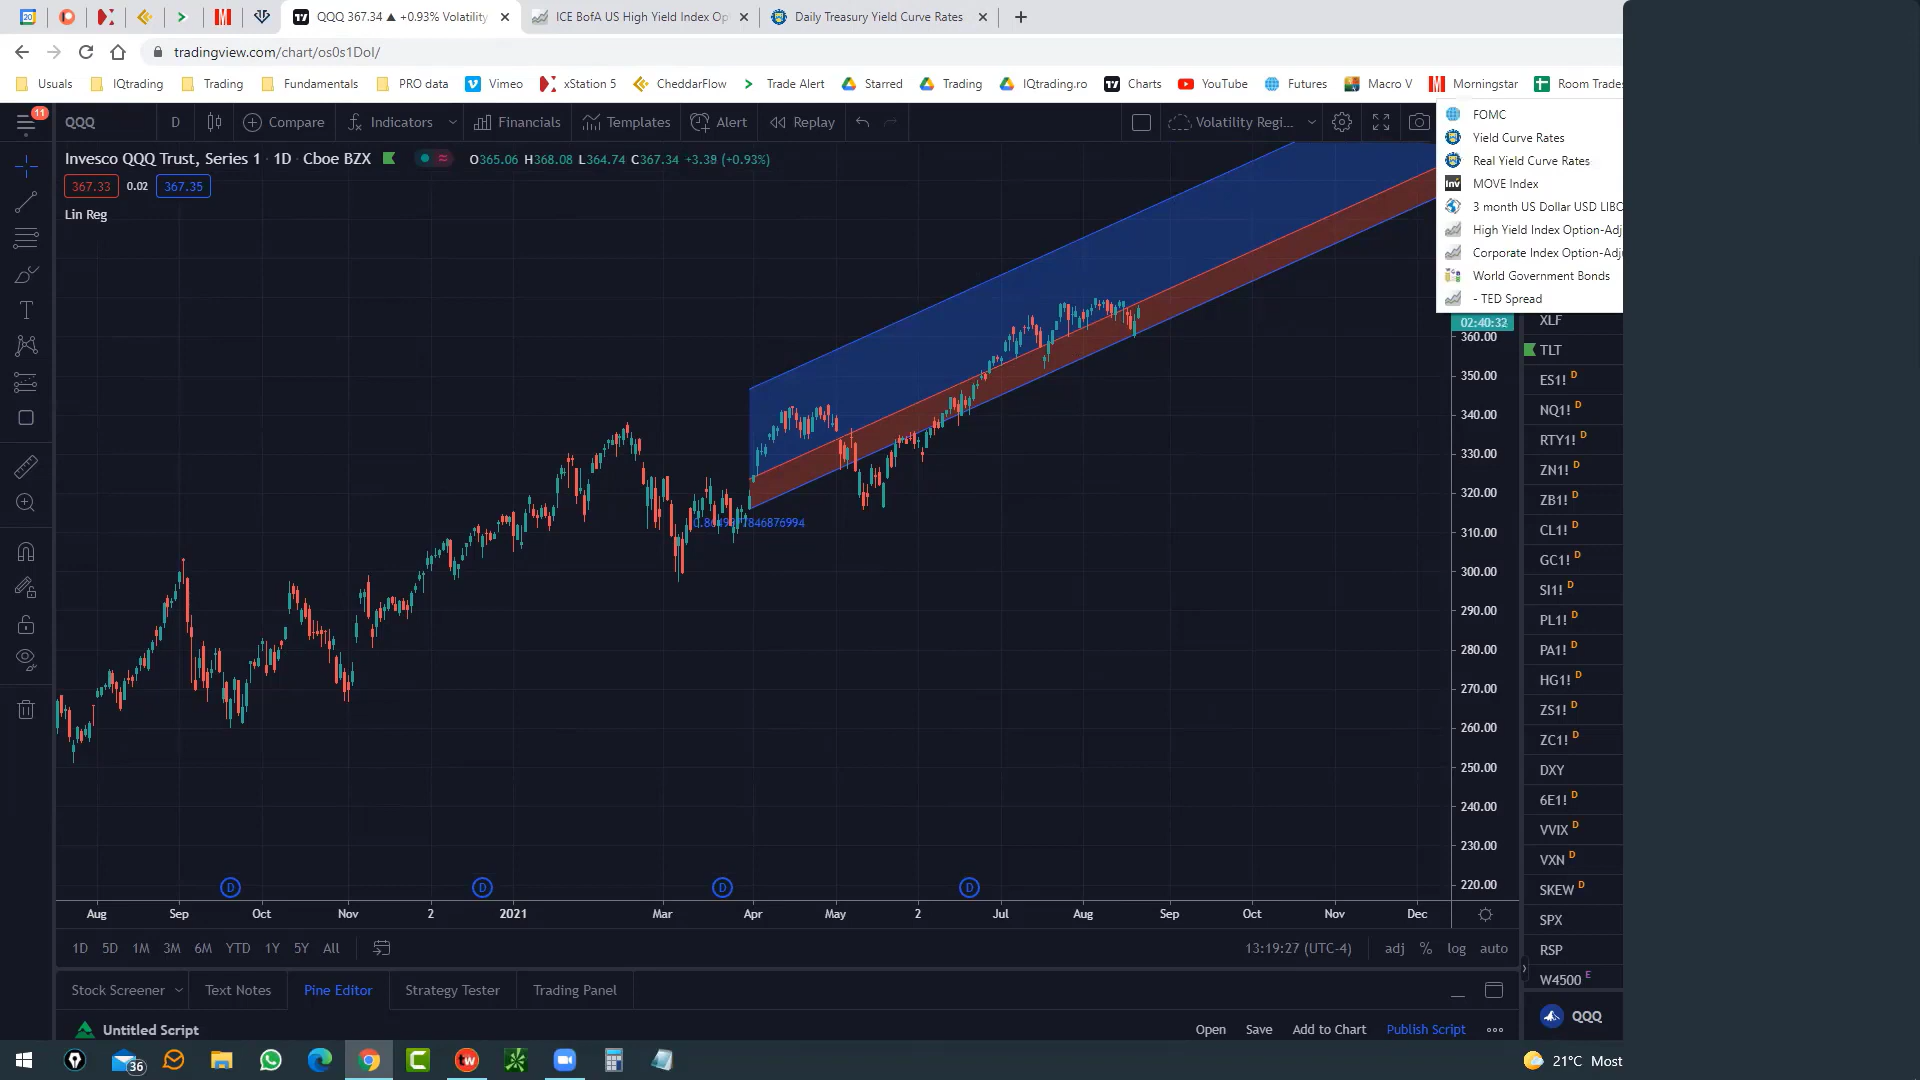 QQQ 367.34 ▲ +0.93% Volatility
ICE BofA US High Yield Index Op
Daily Treasury Yield Curve Rates
tradingview.com/chart/os0s1DoI/
Usuals
IQtrading
Trading
Fundamentals
PRO data
Vimeo
xStation 5
CheddarFlow
Trade Alert
Starred
Trading
IQtrading.ro
Charts
YouTube
Futures
Macro V
Morningstar
Room Trades
11
QQQ
D
Compare
Indicators
Financials
Templates
Alert
Replay
Volatility Regi...
FOMC
Yield Curve Rates
Real Yield Curve Rates
MOVE Index
3 month US Dollar USD LIBO
High Yield Index Option-Adj
Corporate Index Option-Adj
World Government Bonds
- TED Spread
Invesco QQQ Trust, Series 1 · 1D · Cboe BZX
O365.06 H368.08 L364.74 C367.34 +3.38 (+0.93%)
367.33 0.02 367.35
Lin Reg
02:40:32
360.00
350.00
340.00
330.00
320.00
310.00
300.00
290.00
280.00
270.00
260.00
250.00
240.00
230.00
220.00
XLF
TLT
ES1! D
NQ1! D
RTY1! D
ZN1! D
ZB1! D
CL1! D
GC1! D
SI1! D
PL1! D
PA1! D
HG1! D
ZS1! D
ZC1! D
DXY
6E1! D
VVIX D
VXN D
SKEW D
SPX
RSP
W4500 E
QQQ
D D D D
Aug Sep Oct Nov 2 2021 Mar Apr May 2 Jul Aug Sep Oct Nov Dec
1D 5D 1M 3M 6M YTD 1Y 5Y All
13:19:27 (UTC-4) adj % log auto
Stock Screener Text Notes Pine Editor Strategy Tester Trading Panel
Untitled Script
Open Save Add to Chart Publish Script
36
21°C Most